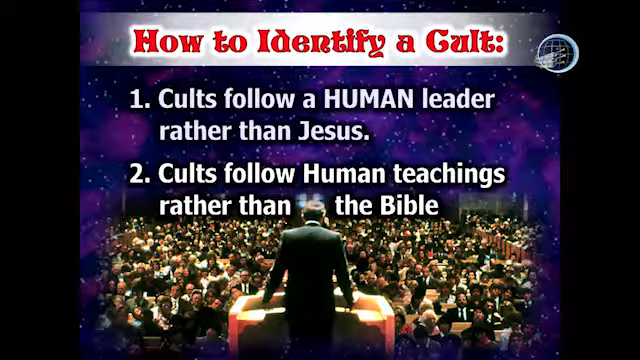 How to Identify a Cult:
1. Cults follow a HUMAN leader
rather than Jesus.
2. Cults follow Human teachings
rather than the Bible